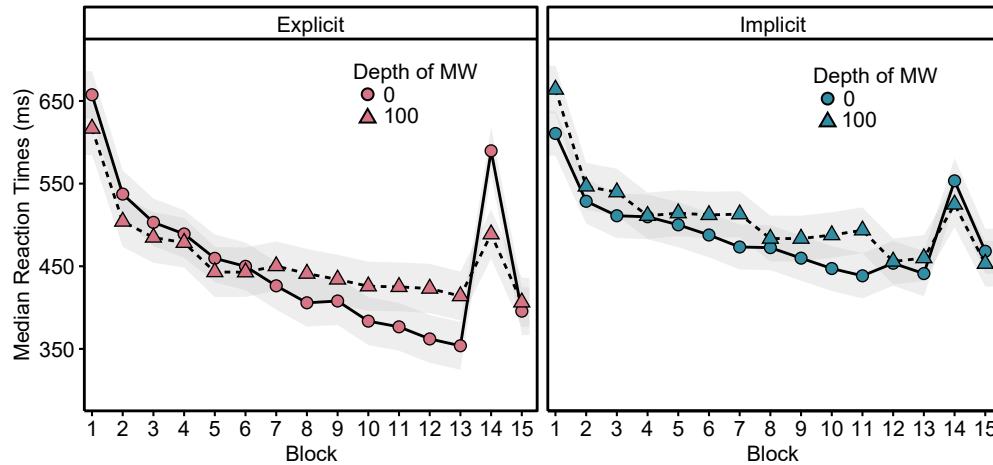 Explicit
Implicit
Median Reaction Times (ms)
650
550
450
350
Depth of MW
0
100
Depth of MW
0
100
1 2 3 4 5 6 7 8 9 10 11 12 13 14 15
1 2 3 4 5 6 7 8 9 10 11 12 13 14 15
Block
Block